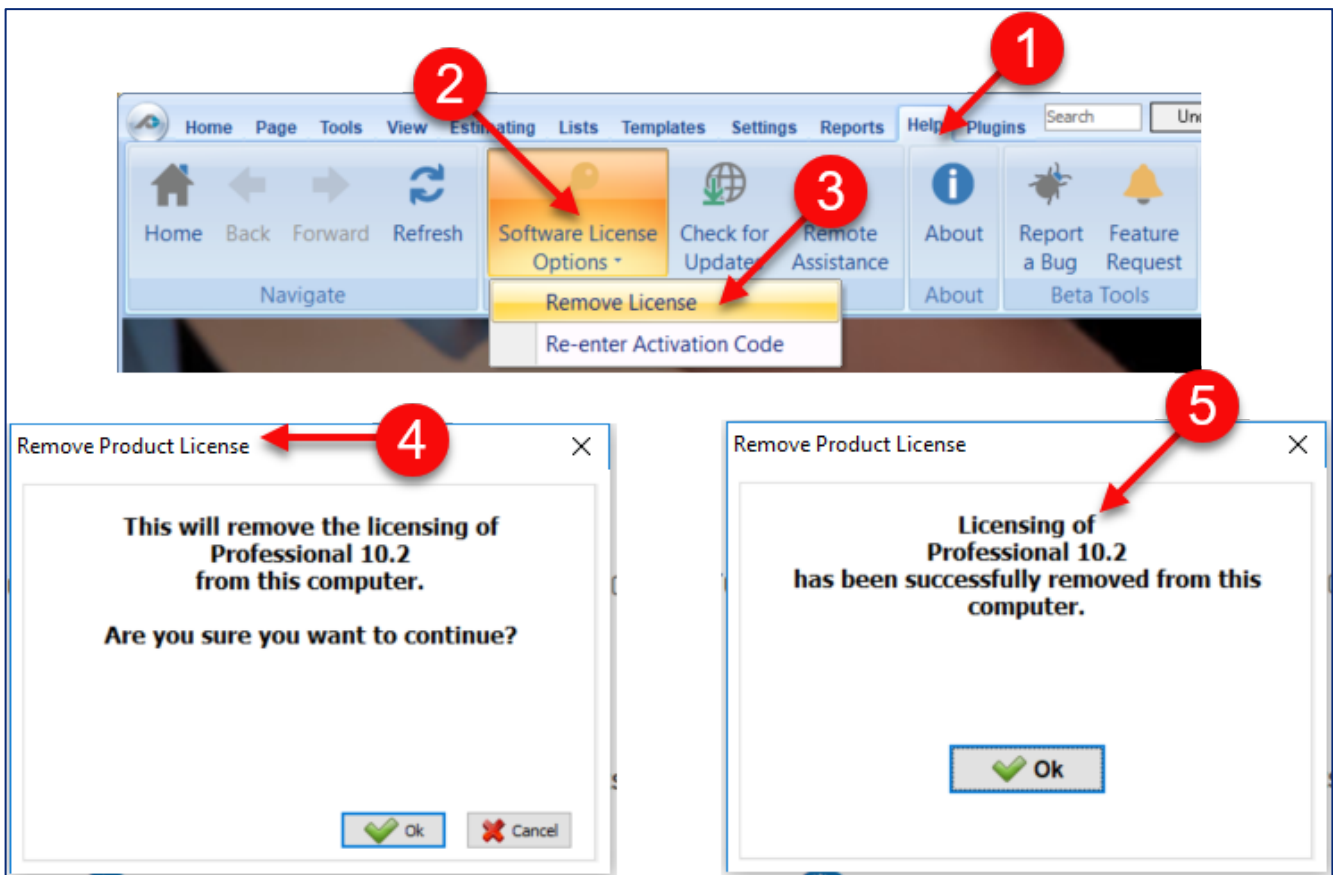 1
2
Home Page Tools View Estimating Lists Templates Settings Reports Help Plugins Search
3
Home Back Forward Refresh Software License Check for Remote About Report Feature
Options Updates Assistance a Bug Request
Navigate About Beta Tools
Remove License
Re-enter Activation Code
4
Remove Product License
This will remove the licensing of
Professional 10.2
from this computer.
Are you sure you want to continue?
Ok Cancel
5
Remove Product License
Licensing of
Professional 10.2
has been successfully removed from this
computer.
Ok